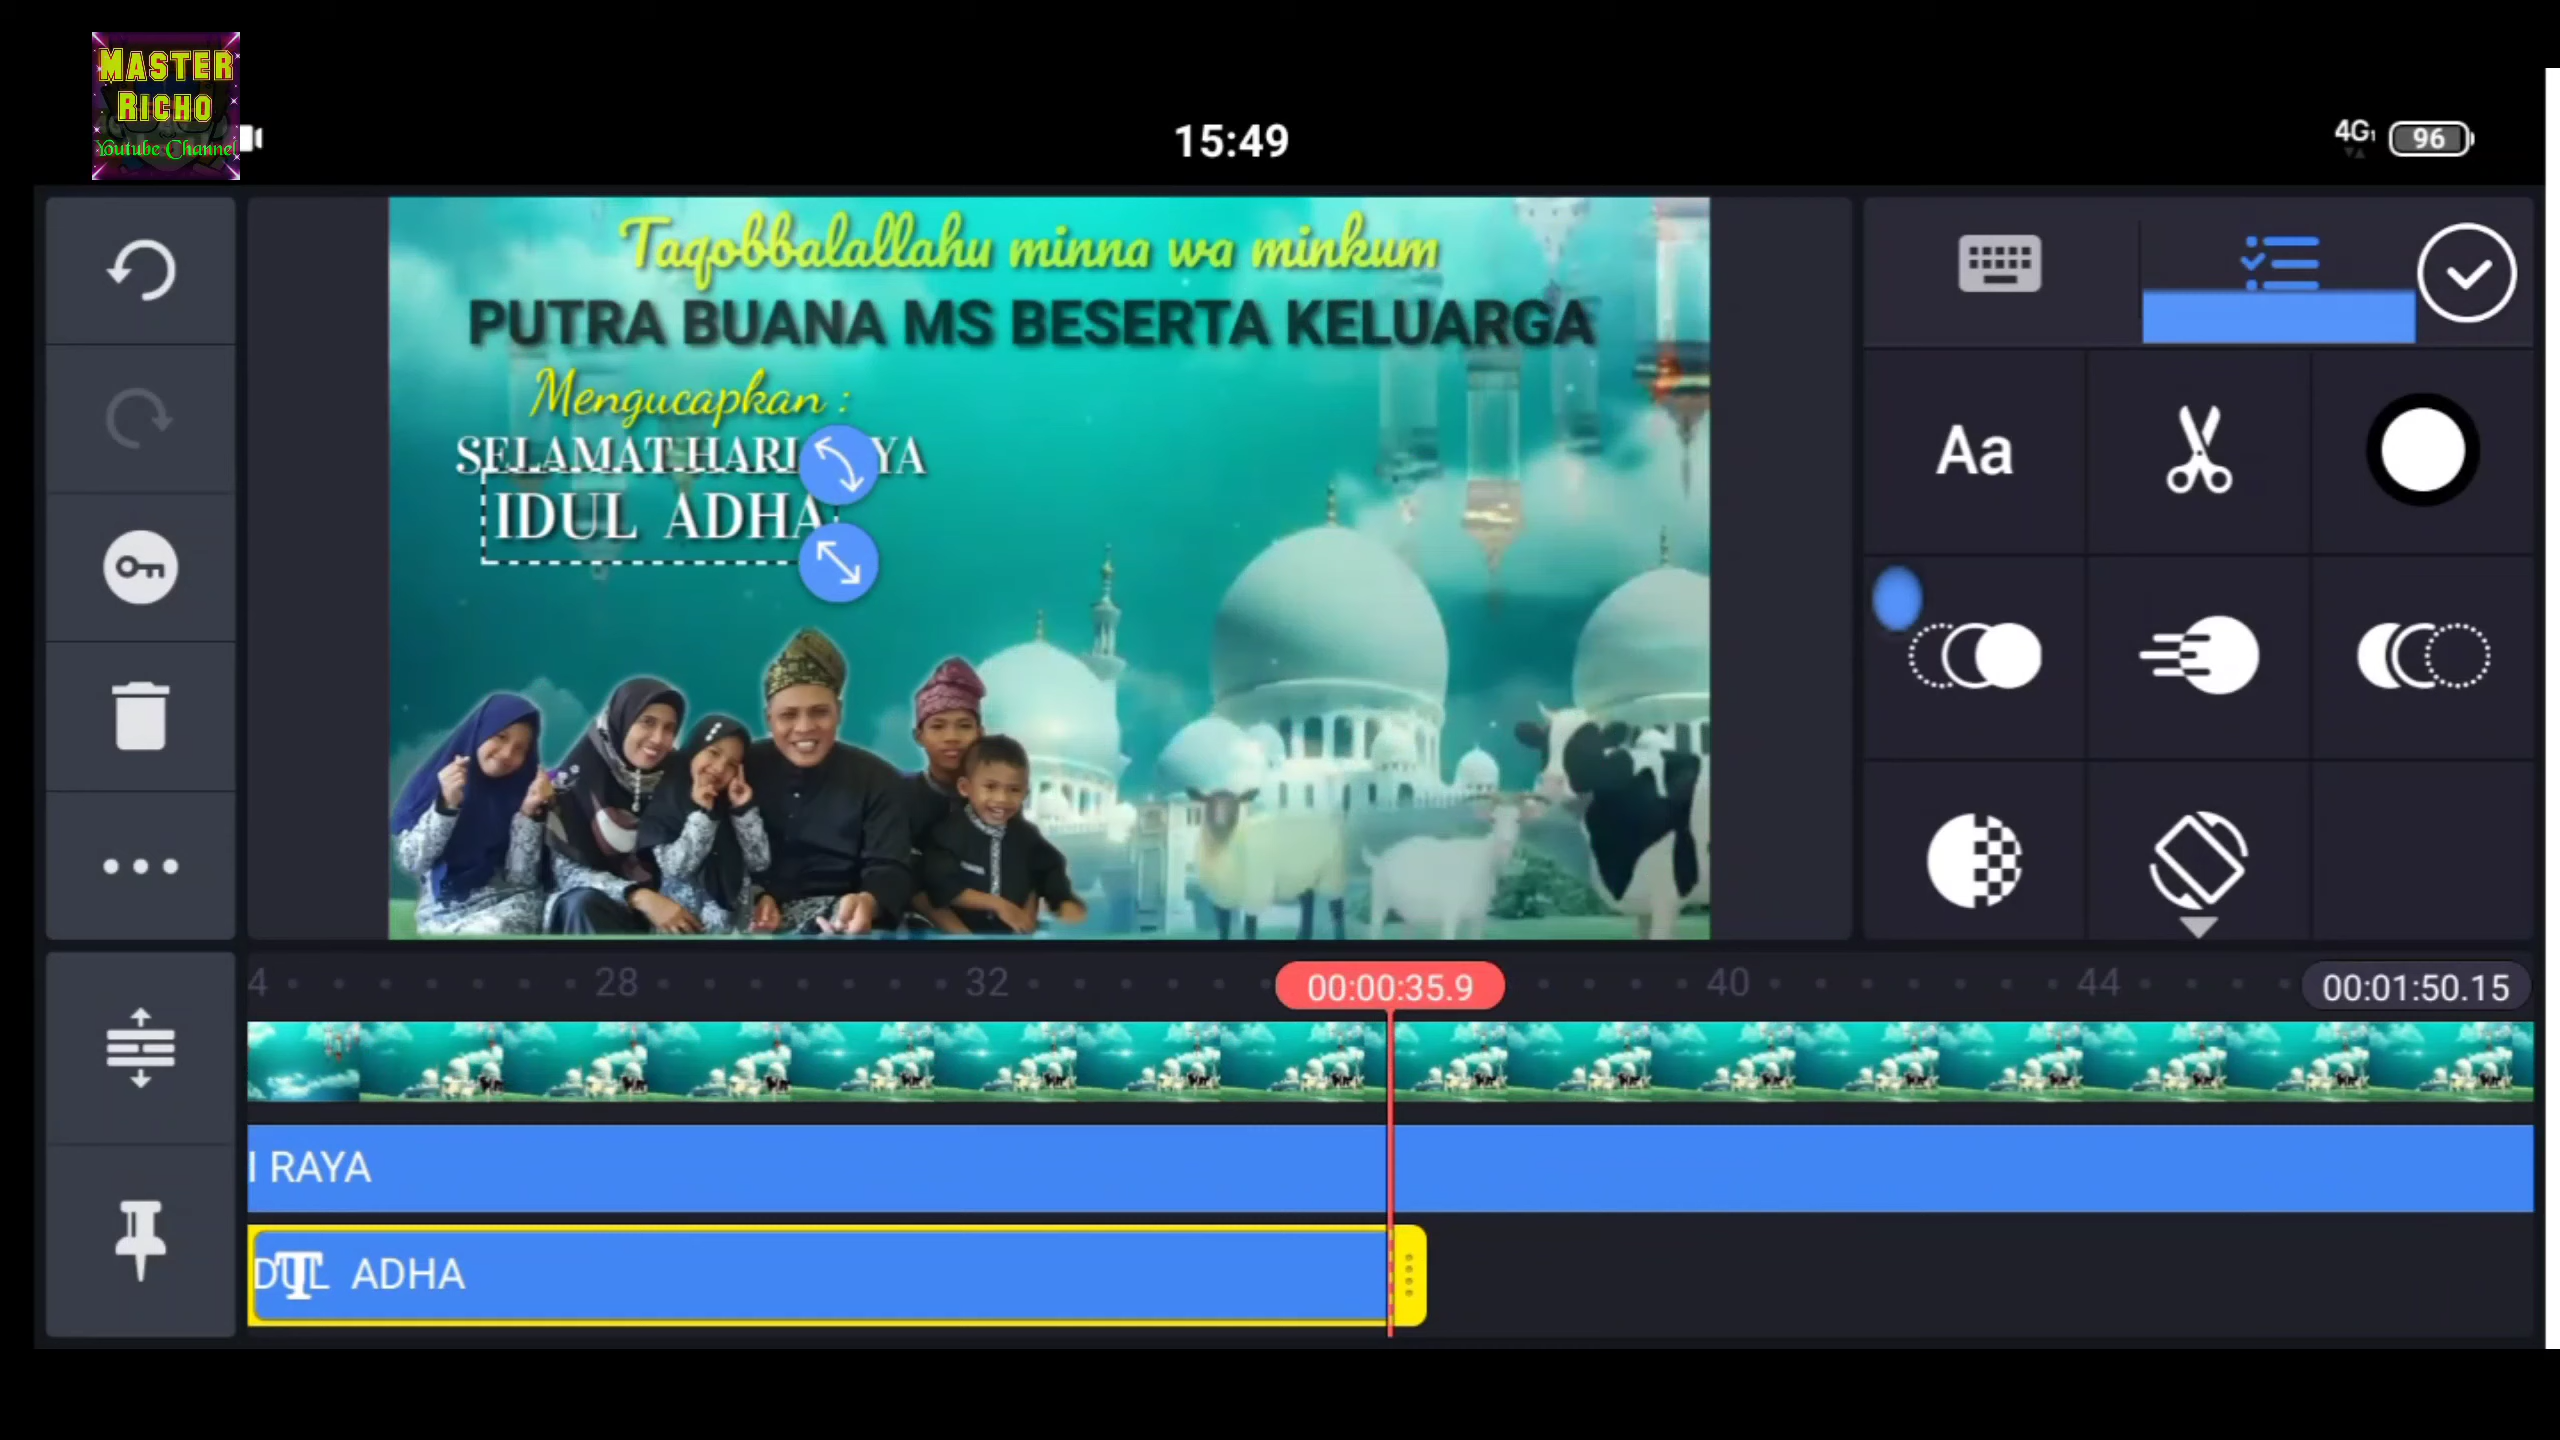 MASTER
RICHO
Youtube Channel
15:49
4G
96
Taqobbalallahu minna wa minkum
PUTRA BUANA MS BESERTA KELUARGA
Mengucapkan :
SELAMAT HARI YA
IDUL ADHA
Aa
4
28
32
00:00:35.9
40
44
00:01:50.15
I RAYA
DUL ADHA